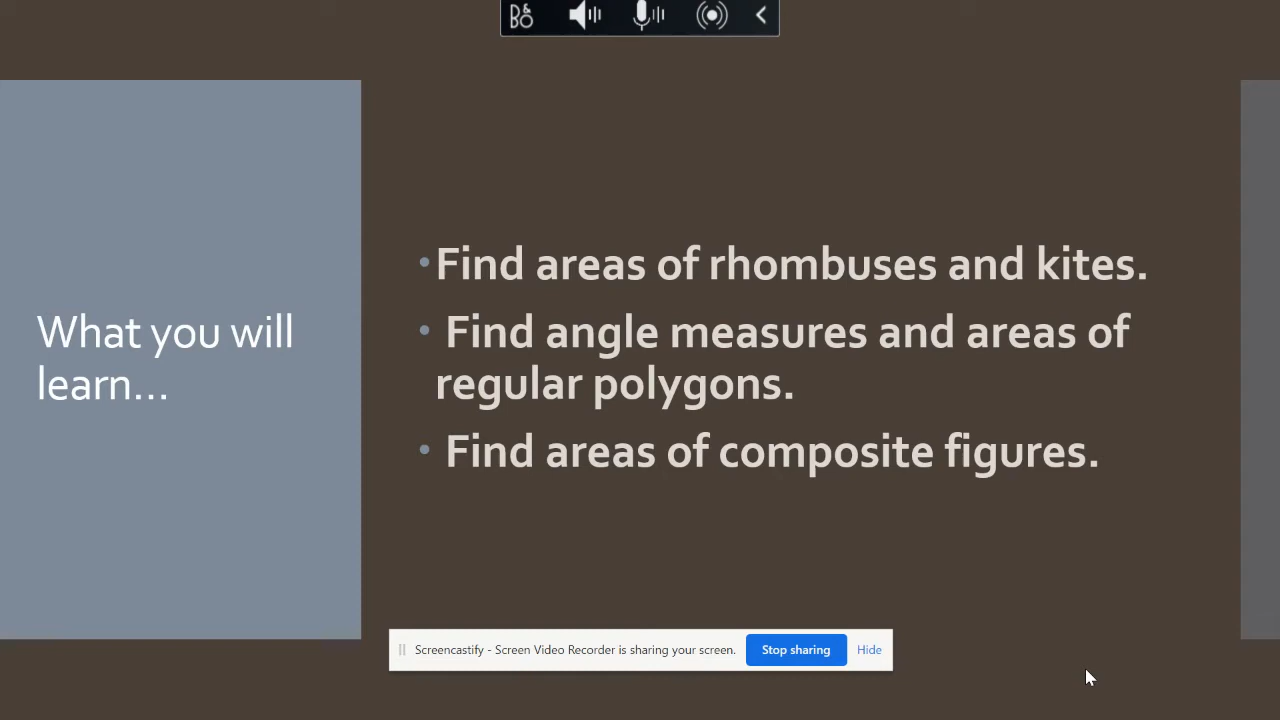 B&O
What you will
learn...
•Find areas of rhombuses and kites.
• Find angle measures and areas of
regular polygons.
• Find areas of composite figures.
Screencastify - Screen Video Recorder is sharing your screen. Stop sharing Hide